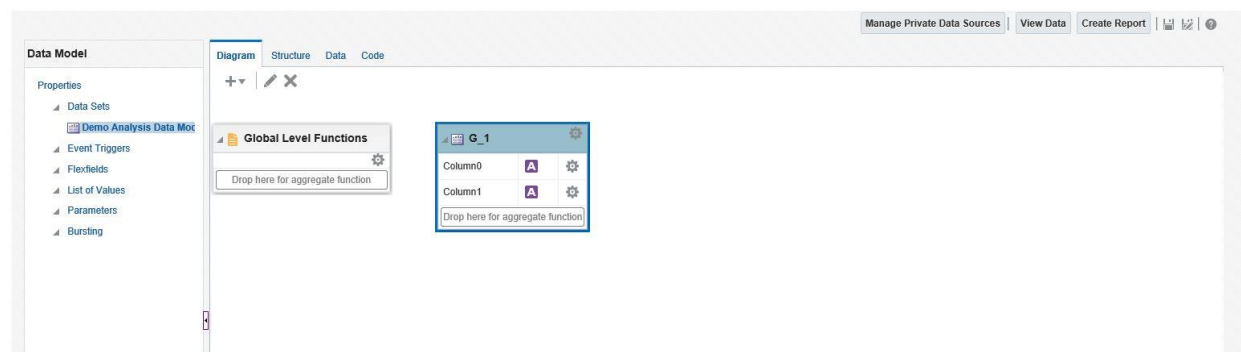 Manage Private Data Sources View Data Create Report
Data Model
Diagram Structure Data Code
Properties
Data Sets
Demo Analysis Data Moc
Event Triggers
Flexfields
List of Values
Parameters
Bursting
Global Level Functions
Drop here for aggregate function
G_1
Column0 A
Column1 A
Drop here for aggregate function